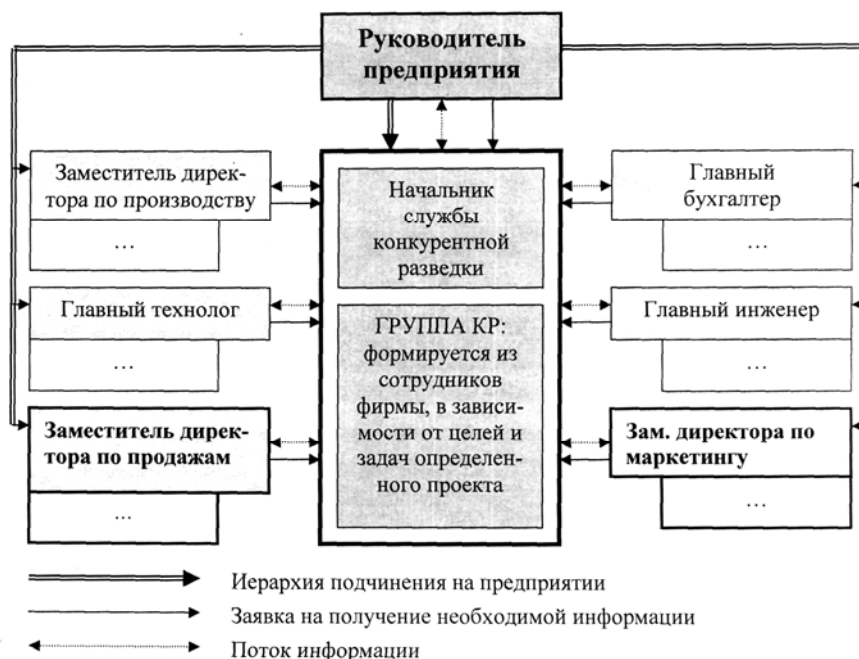 Руководитель
предприятия
Заместитель дирек-
тора по производству
…
Главный технолог
…
Заместитель дирек-
тора по продажам
…
Начальник
службы
конкурентной
разведки
ГРУППА КР:
формируется из
сотрудников
фирмы, в зависи-
мости от целей и
задач определен-
ного проекта
Главный
бухгалтер
…
Главный инженер
…
Зам. директора по
маркетингу
…
Иерархия подчинения на предприятии
Заявка на получение необходимой информации
Поток информации